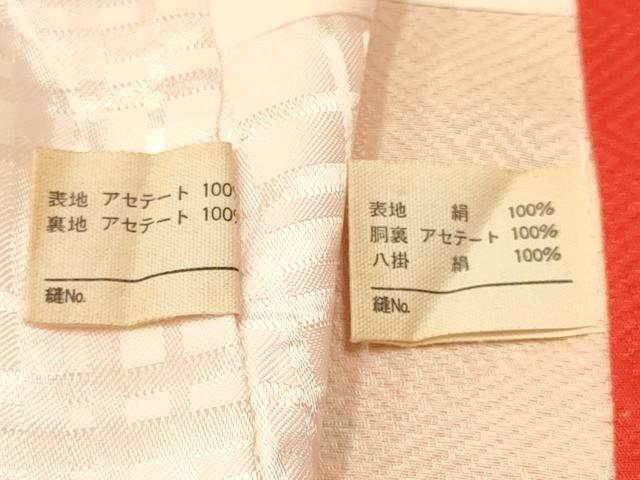 表地 アセテート 100%
裏地 アセテート 100%
縫No.
表地 絹 100%
胴裏 アセテート 100%
八掛 絹 100%
縫No.